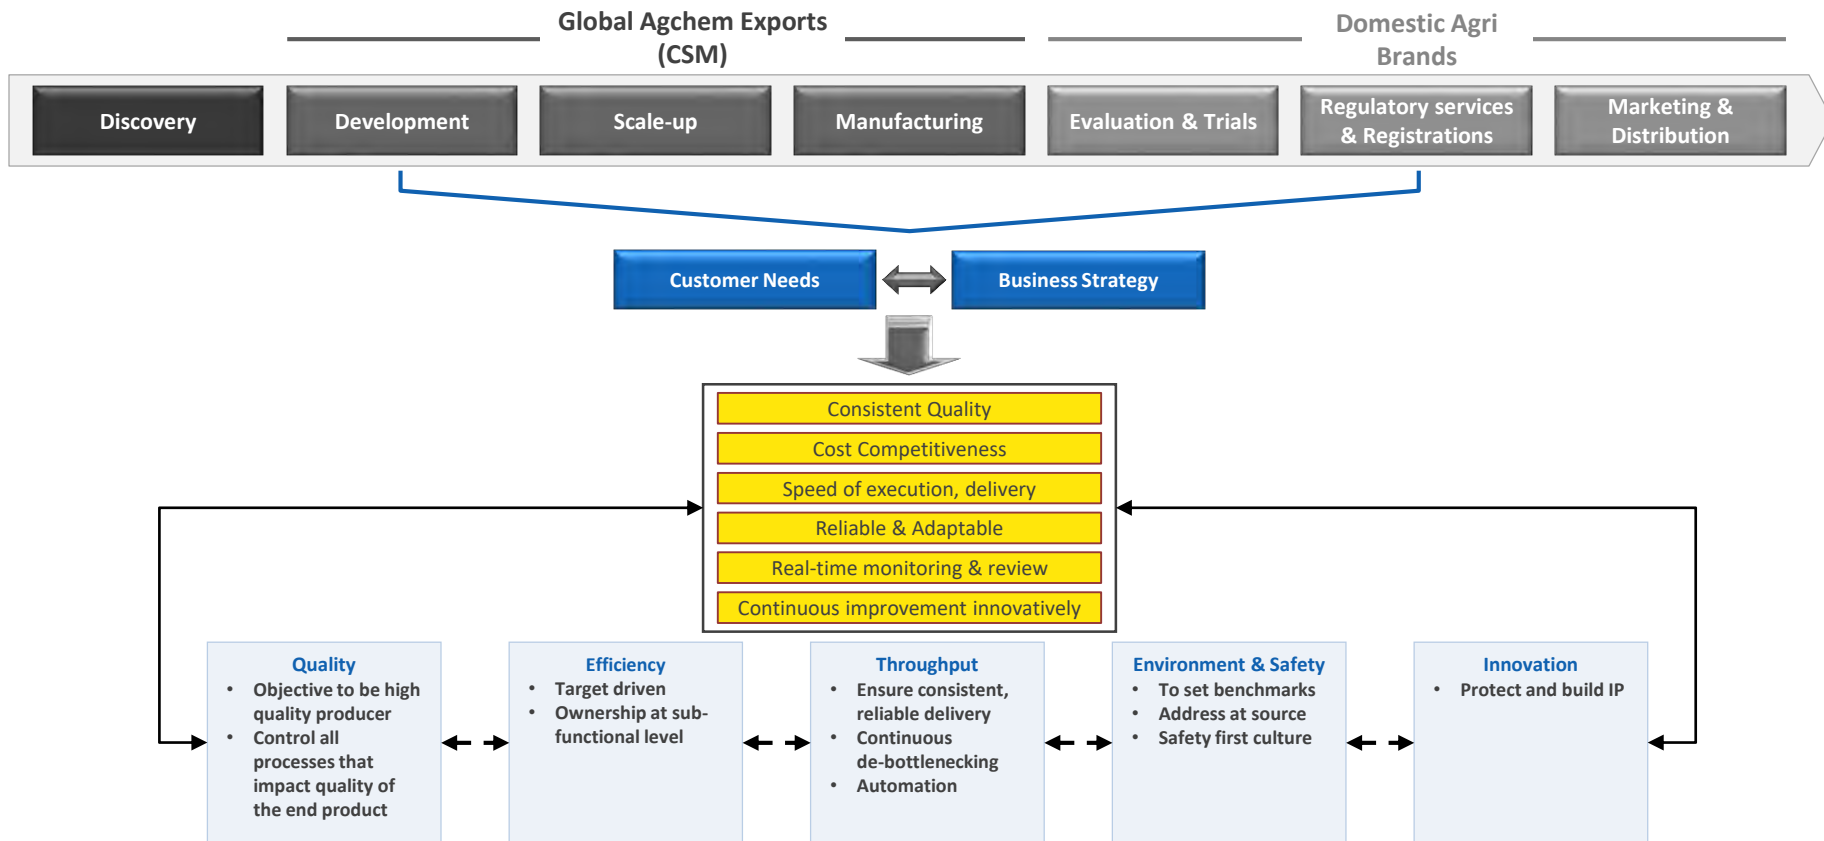 Global Agchem Exports
(CSM)
Domestic Agri
Brands
Discovery
Development
Scale-up
Manufacturing
Evaluation & Trials
Regulatory services
& Registrations
Marketing &
Distribution
Customer Needs
Business Strategy
Consistent Quality
Cost Competitiveness
Speed of execution, delivery
Reliable & Adaptable
Real-time monitoring & review
Continuous improvement innovatively
Quality
• Objective to be high
quality producer
• Control all
processes that
impact quality of
the end product
Efficiency
• Target driven
• Ownership at sub-
functional level
Throughput
• Ensure consistent,
reliable delivery
• Continuous
de-bottlenecking
• Automation
Environment & Safety
• To set benchmarks
• Address at source
• Safety first culture
Innovation
• Protect and build IP